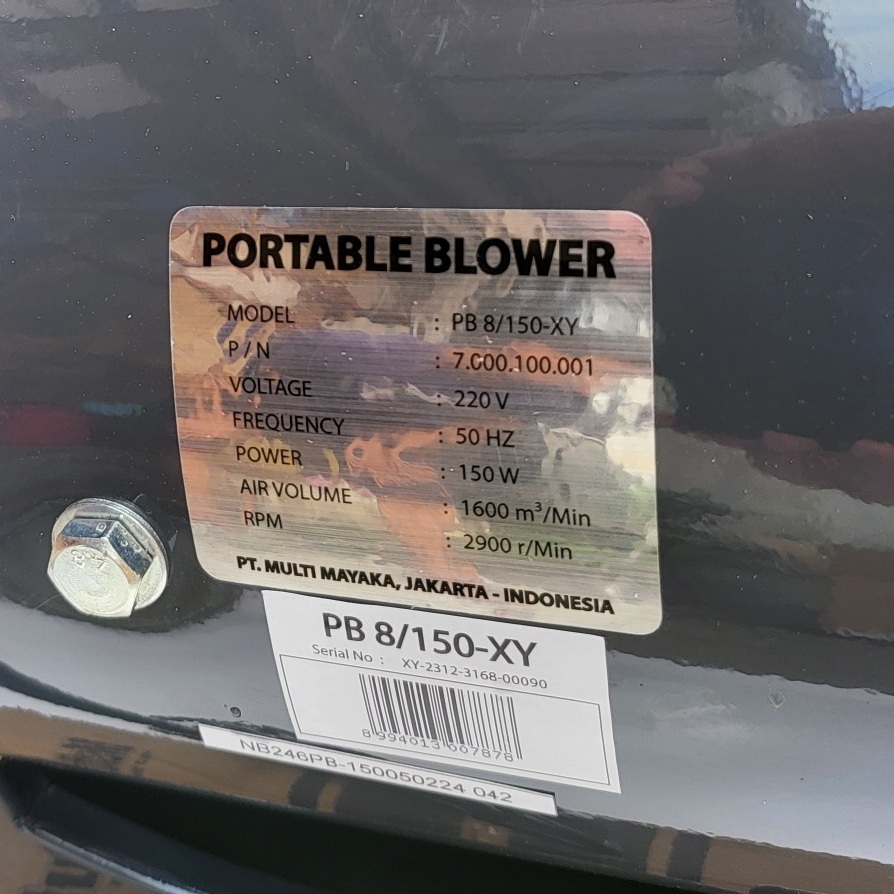 PORTABLE BLOWER
MODEL : PB 8/150-XY
P/N : 7.000.100.001
VOLTAGE : 220 V
FREQUENCY : 50 HZ
POWER : 150 W
AIR VOLUME : 1600 m³/Min
RPM : 2900 r/Min
PT. MULTI MAYAKA, JAKARTA - INDONESIA
PB 8/150-XY
Serial No : XY-2312-3168-00090
8 994013 607878
NB246PB-150050224 042